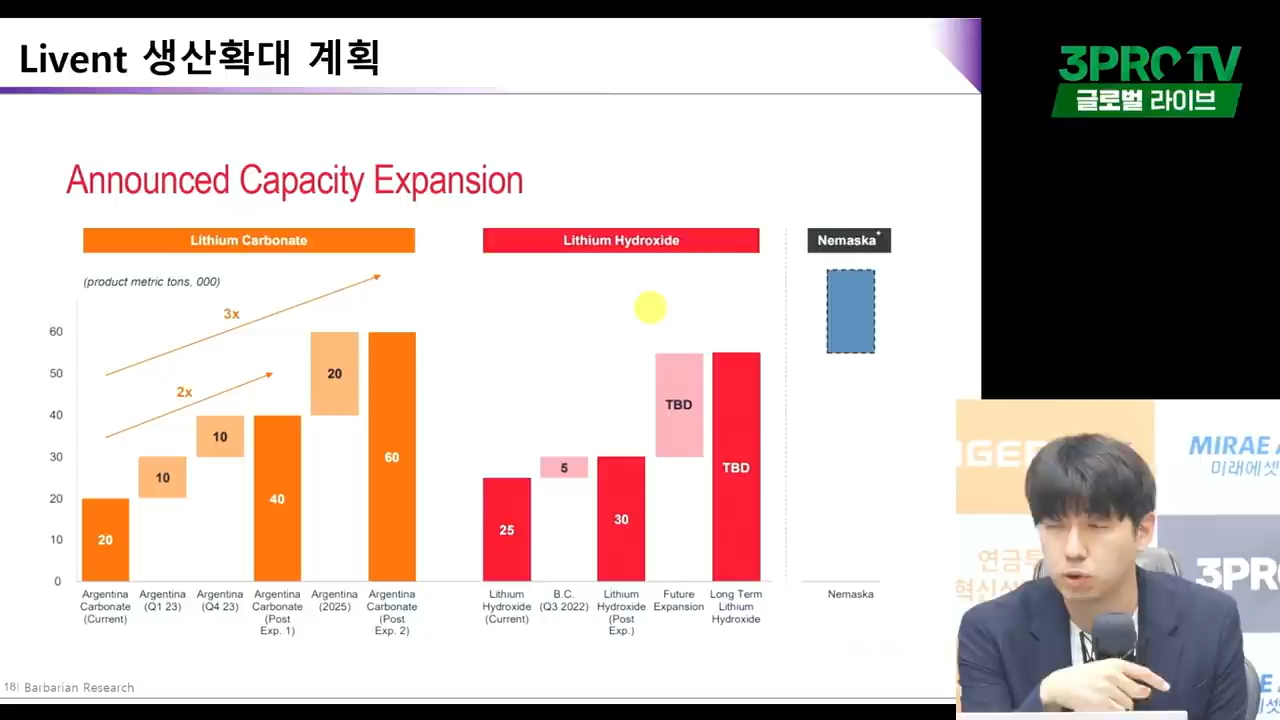 Livent 생산확대 계획
3PRO TV
글로벌 라이브
Announced Capacity Expansion
Lithium Carbonate
Lithium Hydroxide
Nemaska*
(product metric tons, 000)
3x
2x
60
50
40
30
20
10
0
20
10
10
40
20
60
25
5
30
TBD
TBD
Argentina Carbonate (Current)
Argentina (Q1 23)
Argentina (Q4 23)
Argentina Carbonate (Post Exp. 1)
Argentina (2025)
Argentina Carbonate (Post Exp. 2)
Lithium Hydroxide (Current)
B.C. (Q3 2022)
Lithium Hydroxide (Post Exp.)
Future Expansion
Long Term Lithium Hydroxide
Nemaska
18| Barbarian Research
MIRAE A
미래에셋
연금투
혁신
3PR